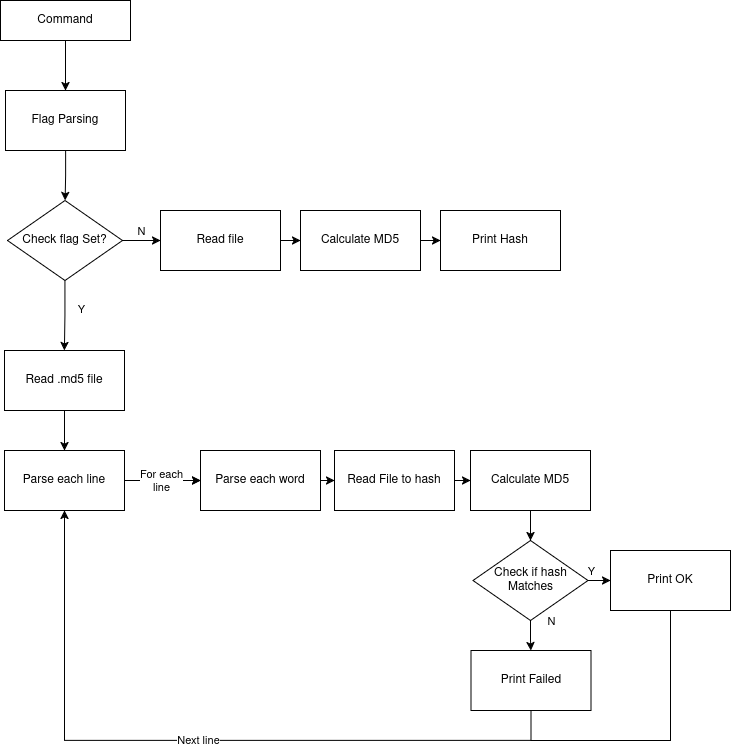 Command
Flag Parsing
Check flag Set?
N
Read file
Calculate MD5
Print Hash
Y
Read .md5 file
Parse each line
For each
line
Parse each word
Read File to hash
Calculate MD5
Check if hash
Matches
Y
Print OK
N
Print Failed
Next line